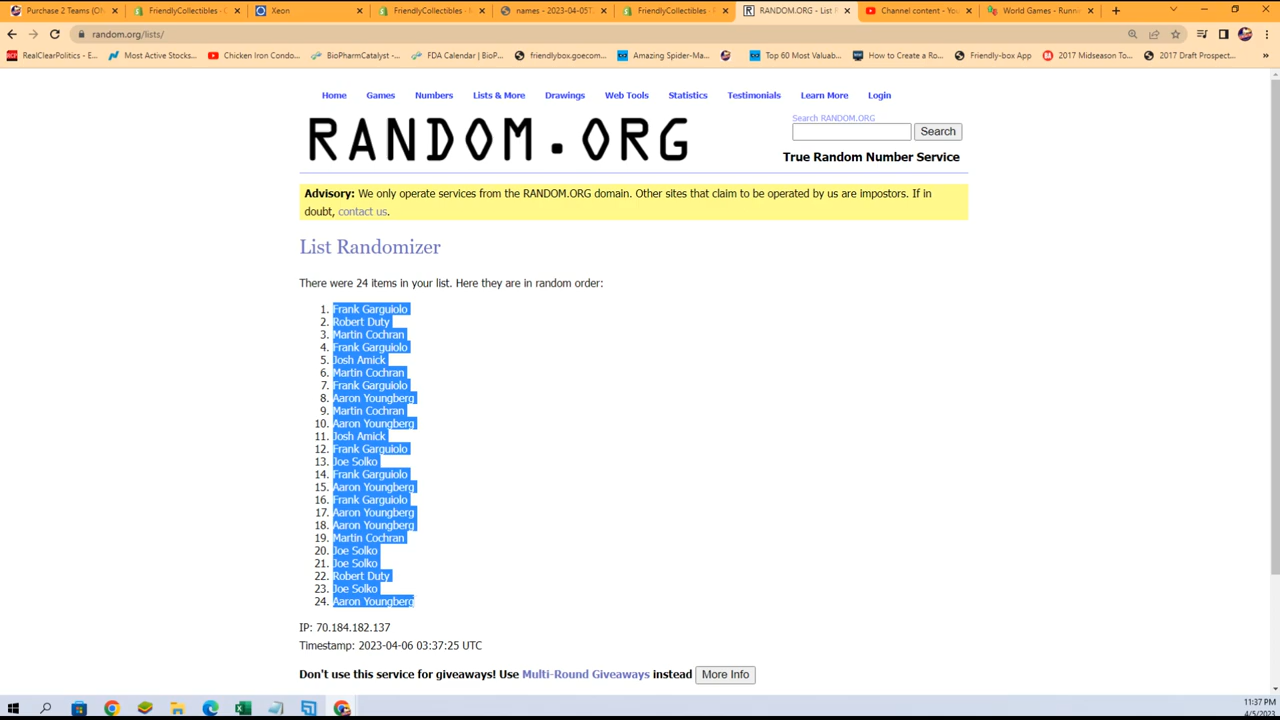 Purchase 2 Teams (ON
FriendlyCollectibles -
Xeon
FriendlyCollectibles -
names - 2023-04-05T
FriendlyCollectibles
RANDOM.ORG - List
Channel content - You
World Games - Runn
random.org/lists/
RealClearPolitics - E...
Most Active Stocks...
Chicken Iron Condo...
BioPharmCatalyst -...
FDA Calendar | BioP...
friendlybox.goecom...
Amazing Spider-Ma...
Top 60 Most Valuab...
How to Create a Ro...
Friendly-box App
2017 Midseason To...
2017 Draft Prospect...
Home Games Numbers Lists & More Drawings Web Tools Statistics Testimonials Learn More Login
Search RANDOM.ORG
Search
RANDOM.ORG
True Random Number Service
Advisory: We only operate services from the RANDOM.ORG domain. Other sites that claim to be operated by us are impostors. If in
doubt, contact us.
List Randomizer
There were 24 items in your list. Here they are in random order:
1. Frank Garguiolo
2. Robert Duty
3. Martin Cochran
4. Frank Garguiolo
5. Josh Amick
6. Martin Cochran
7. Frank Garguiolo
8. Aaron Youngberg
9. Martin Cochran
10. Aaron Youngberg
11. Josh Amick
12. Frank Garguiolo
13. Joe Solko
14. Frank Garguiolo
15. Aaron Youngberg
16. Frank Garguiolo
17. Aaron Youngberg
18. Aaron Youngberg
19. Martin Cochran
20. Joe Solko
21. Joe Solko
22. Robert Duty
23. Joe Solko
24. Aaron Youngberg
IP: 70.184.182.137
Timestamp: 2023-04-06 03:37:25 UTC
Don't use this service for giveaways! Use Multi-Round Giveaways instead More Info
11:37 PM
4/5/2023